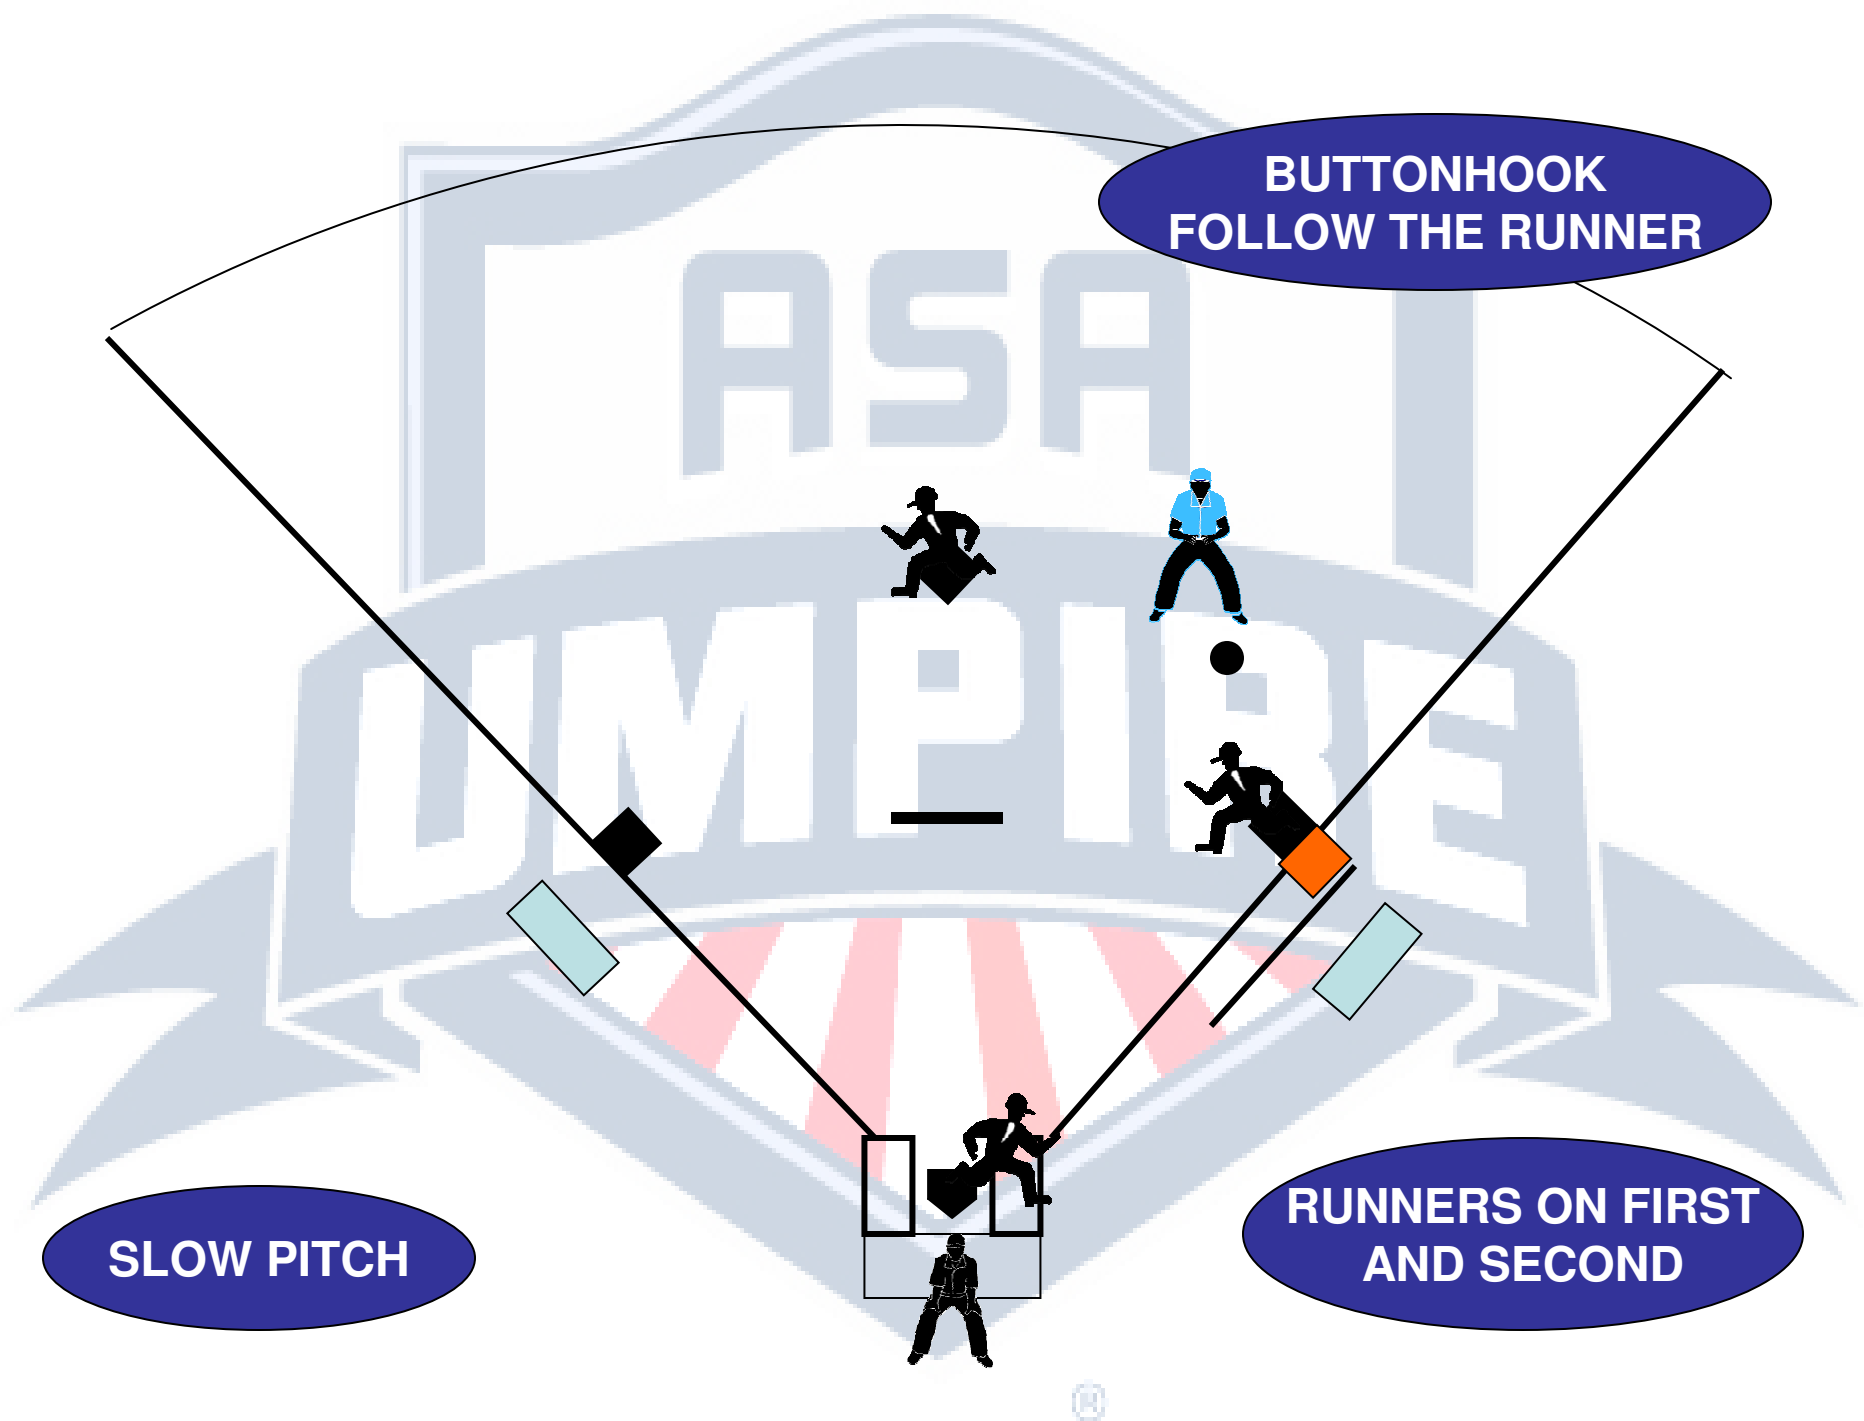 BUTTONHOOK
FOLLOW THE RUNNER
ASA
UMPIRE
SLOW PITCH
RUNNERS ON FIRST
AND SECOND
®